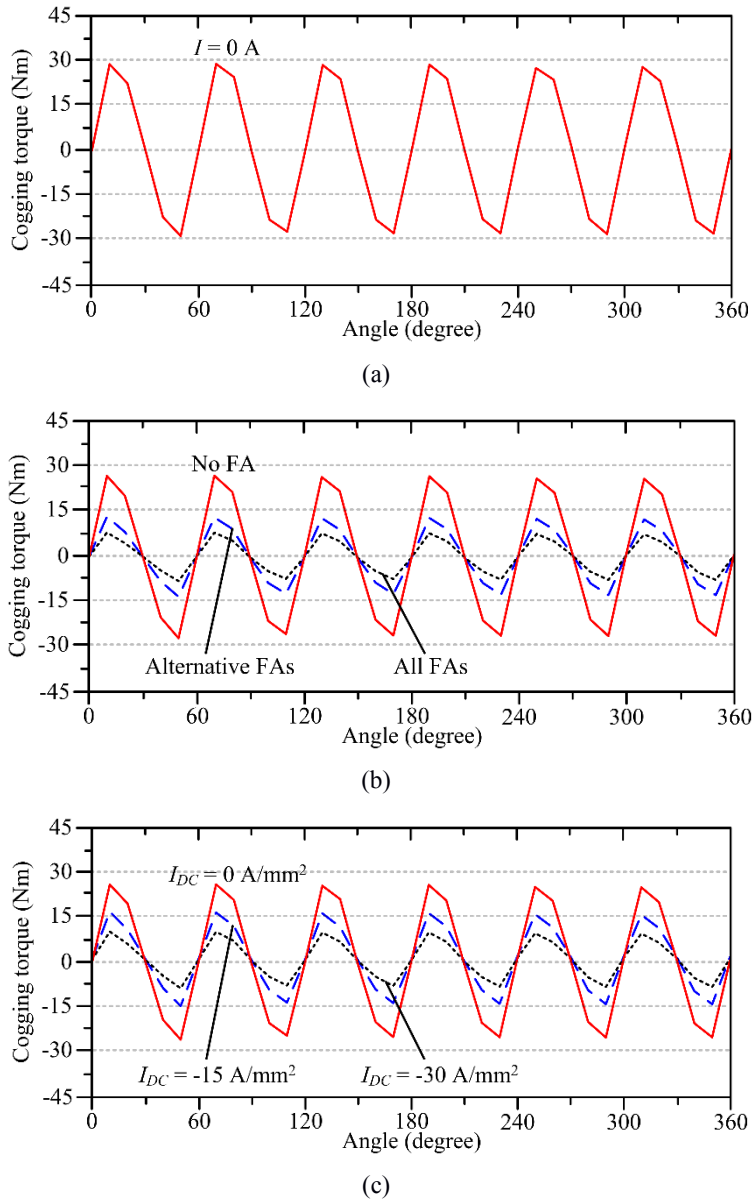 45
30
15
0
-15
-30
-45
Cogging torque (Nm)
I = 0 A
0 60 120 180 240 300 360
Angle (degree)
(a)
45
30
15
0
-15
-30
-45
Cogging torque (Nm)
No FA
Alternative FAs
All FAs
0 60 120 180 240 300 360
Angle (degree)
(b)
45
30
15
0
-15
-30
-45
Cogging torque (Nm)
I_DC = 0 A/mm²
I_DC = -15 A/mm²
I_DC = -30 A/mm²
0 60 120 180 240 300 360
Angle (degree)
(c)